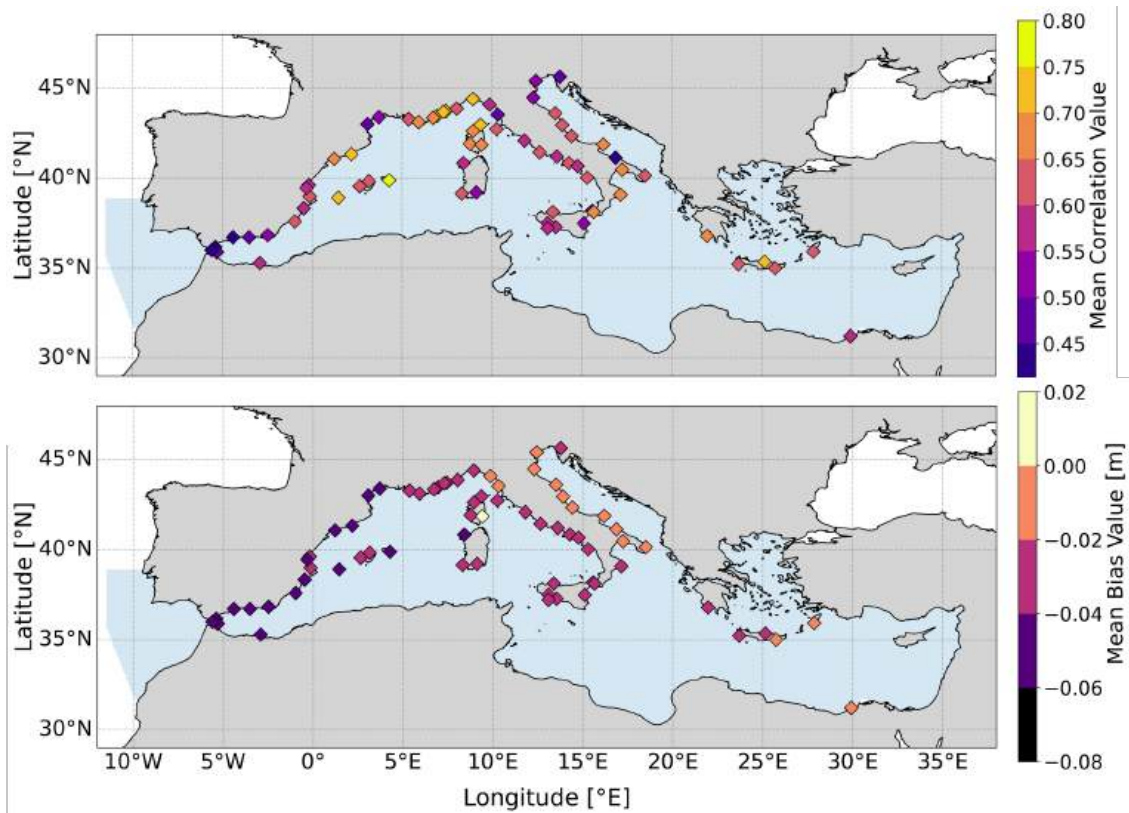 45°N
40°N
35°N
30°N
Latitude [°N]
0.80
0.75
0.70
0.65
0.60
0.55
0.50
0.45
Mean Correlation Value
45°N
40°N
35°N
30°N
Latitude [°N]
0.02
0.00
−0.02
−0.04
−0.06
−0.08
Mean Bias Value [m]
10°W 5°W 0° 5°E 10°E 15°E 20°E 25°E 30°E 35°E
Longitude [°E]